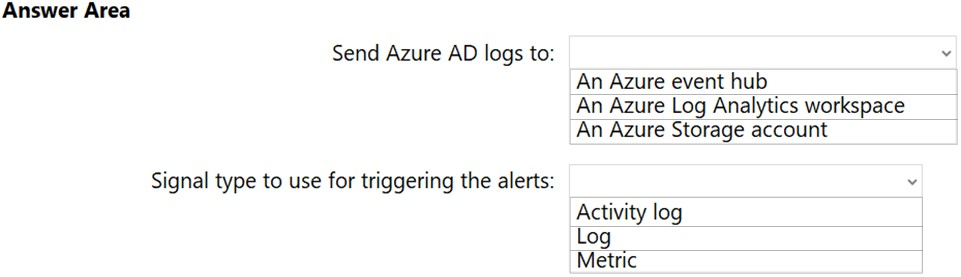 Answer Area
Send Azure AD logs to:
An Azure event hub
An Azure Log Analytics workspace
An Azure Storage account
Signal type to use for triggering the alerts:
Activity log
Log
Metric